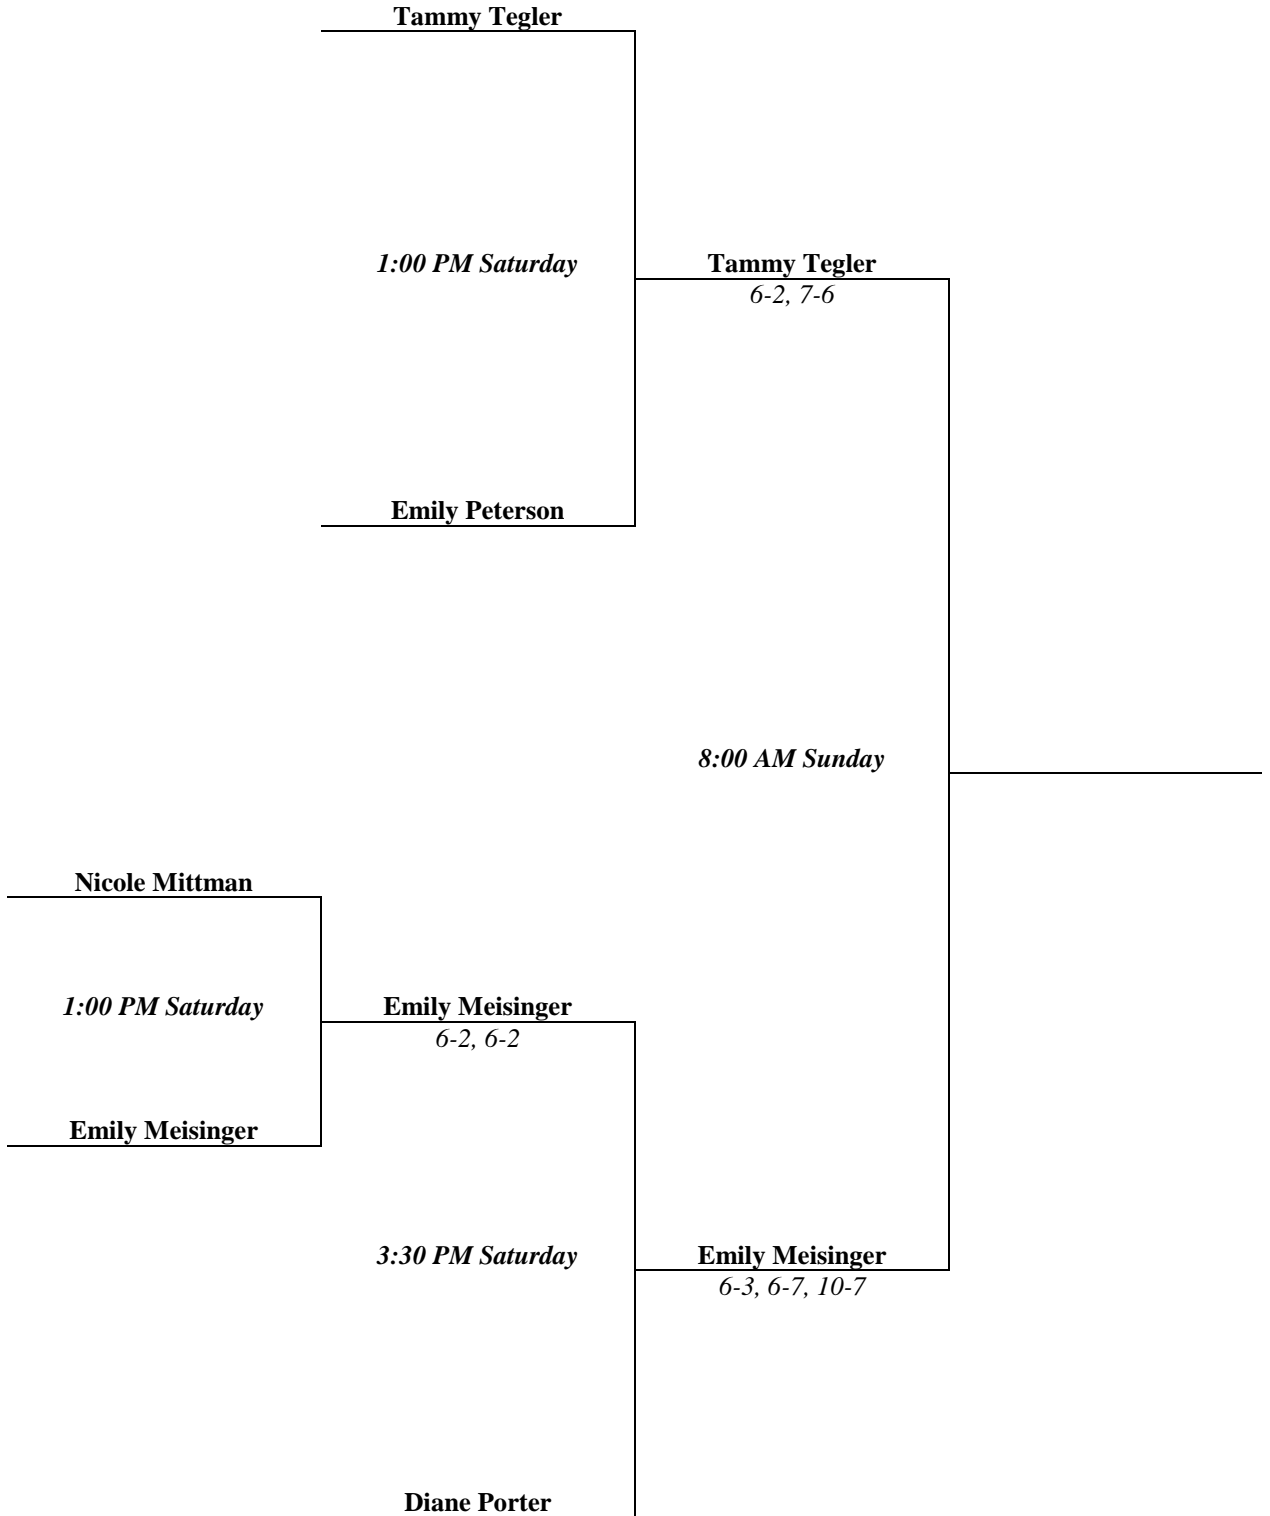 Tammy Tegler
1:00 PM Saturday
Tammy Tegler
6-2, 7-6
Emily Peterson
8:00 AM Sunday
Nicole Mittman
1:00 PM Saturday
Emily Meisinger
6-2, 6-2
Emily Meisinger
3:30 PM Saturday
Emily Meisinger
6-3, 6-7, 10-7
Diane Porter